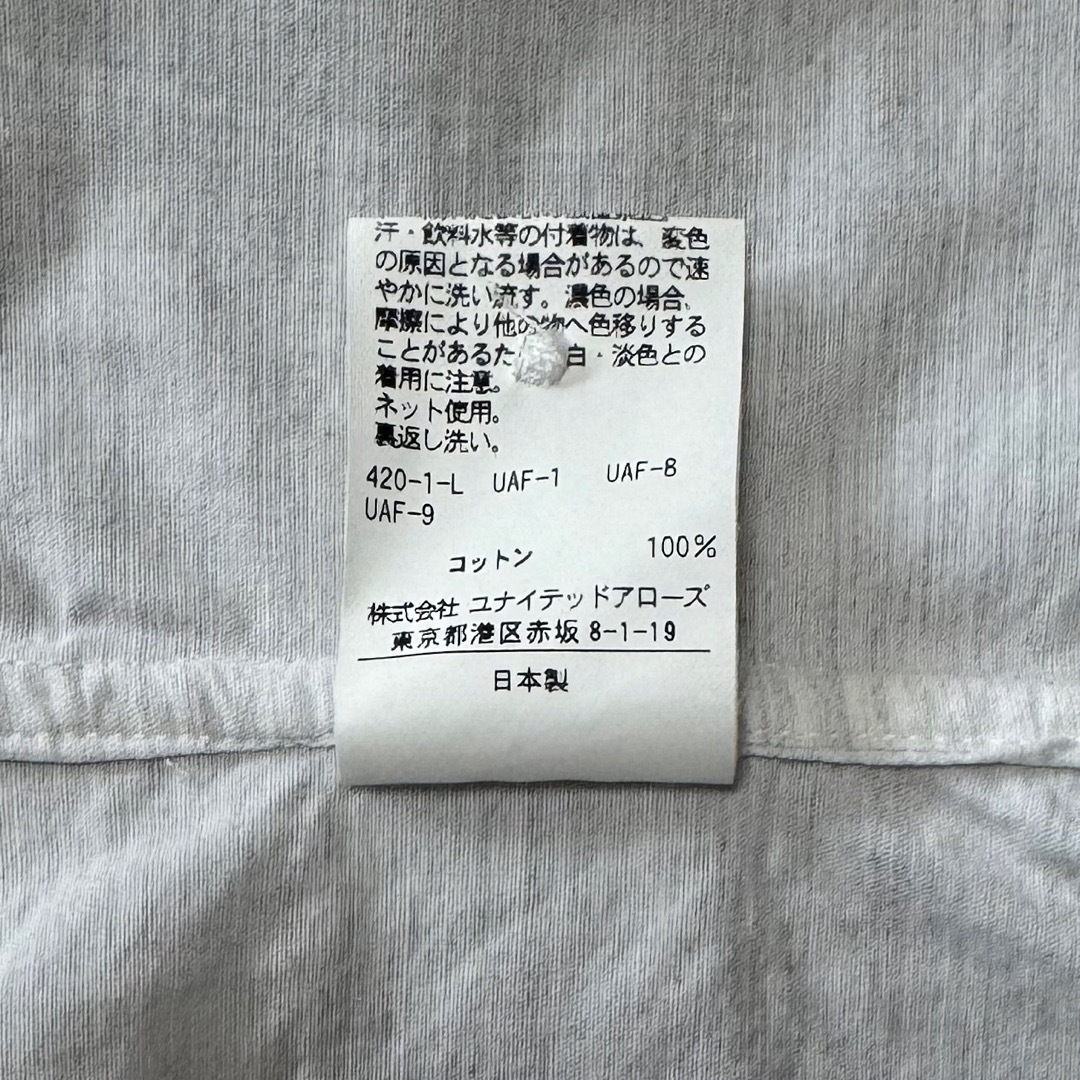 汗・飲料水等の付着物は、変色
の原因となる場合があるので速
やかに洗い流す。濃色の場合、
摩擦により他の物へ色移りする
ことがあるた 白・淡色との
着用に注意。
ネット使用。
裏返し洗い。
420-1-L UAF-1 UAF-8
UAF-9
コットン 100%
株式会社 ユナイテッドアローズ
東京都港区赤坂 8-1-19
日本製